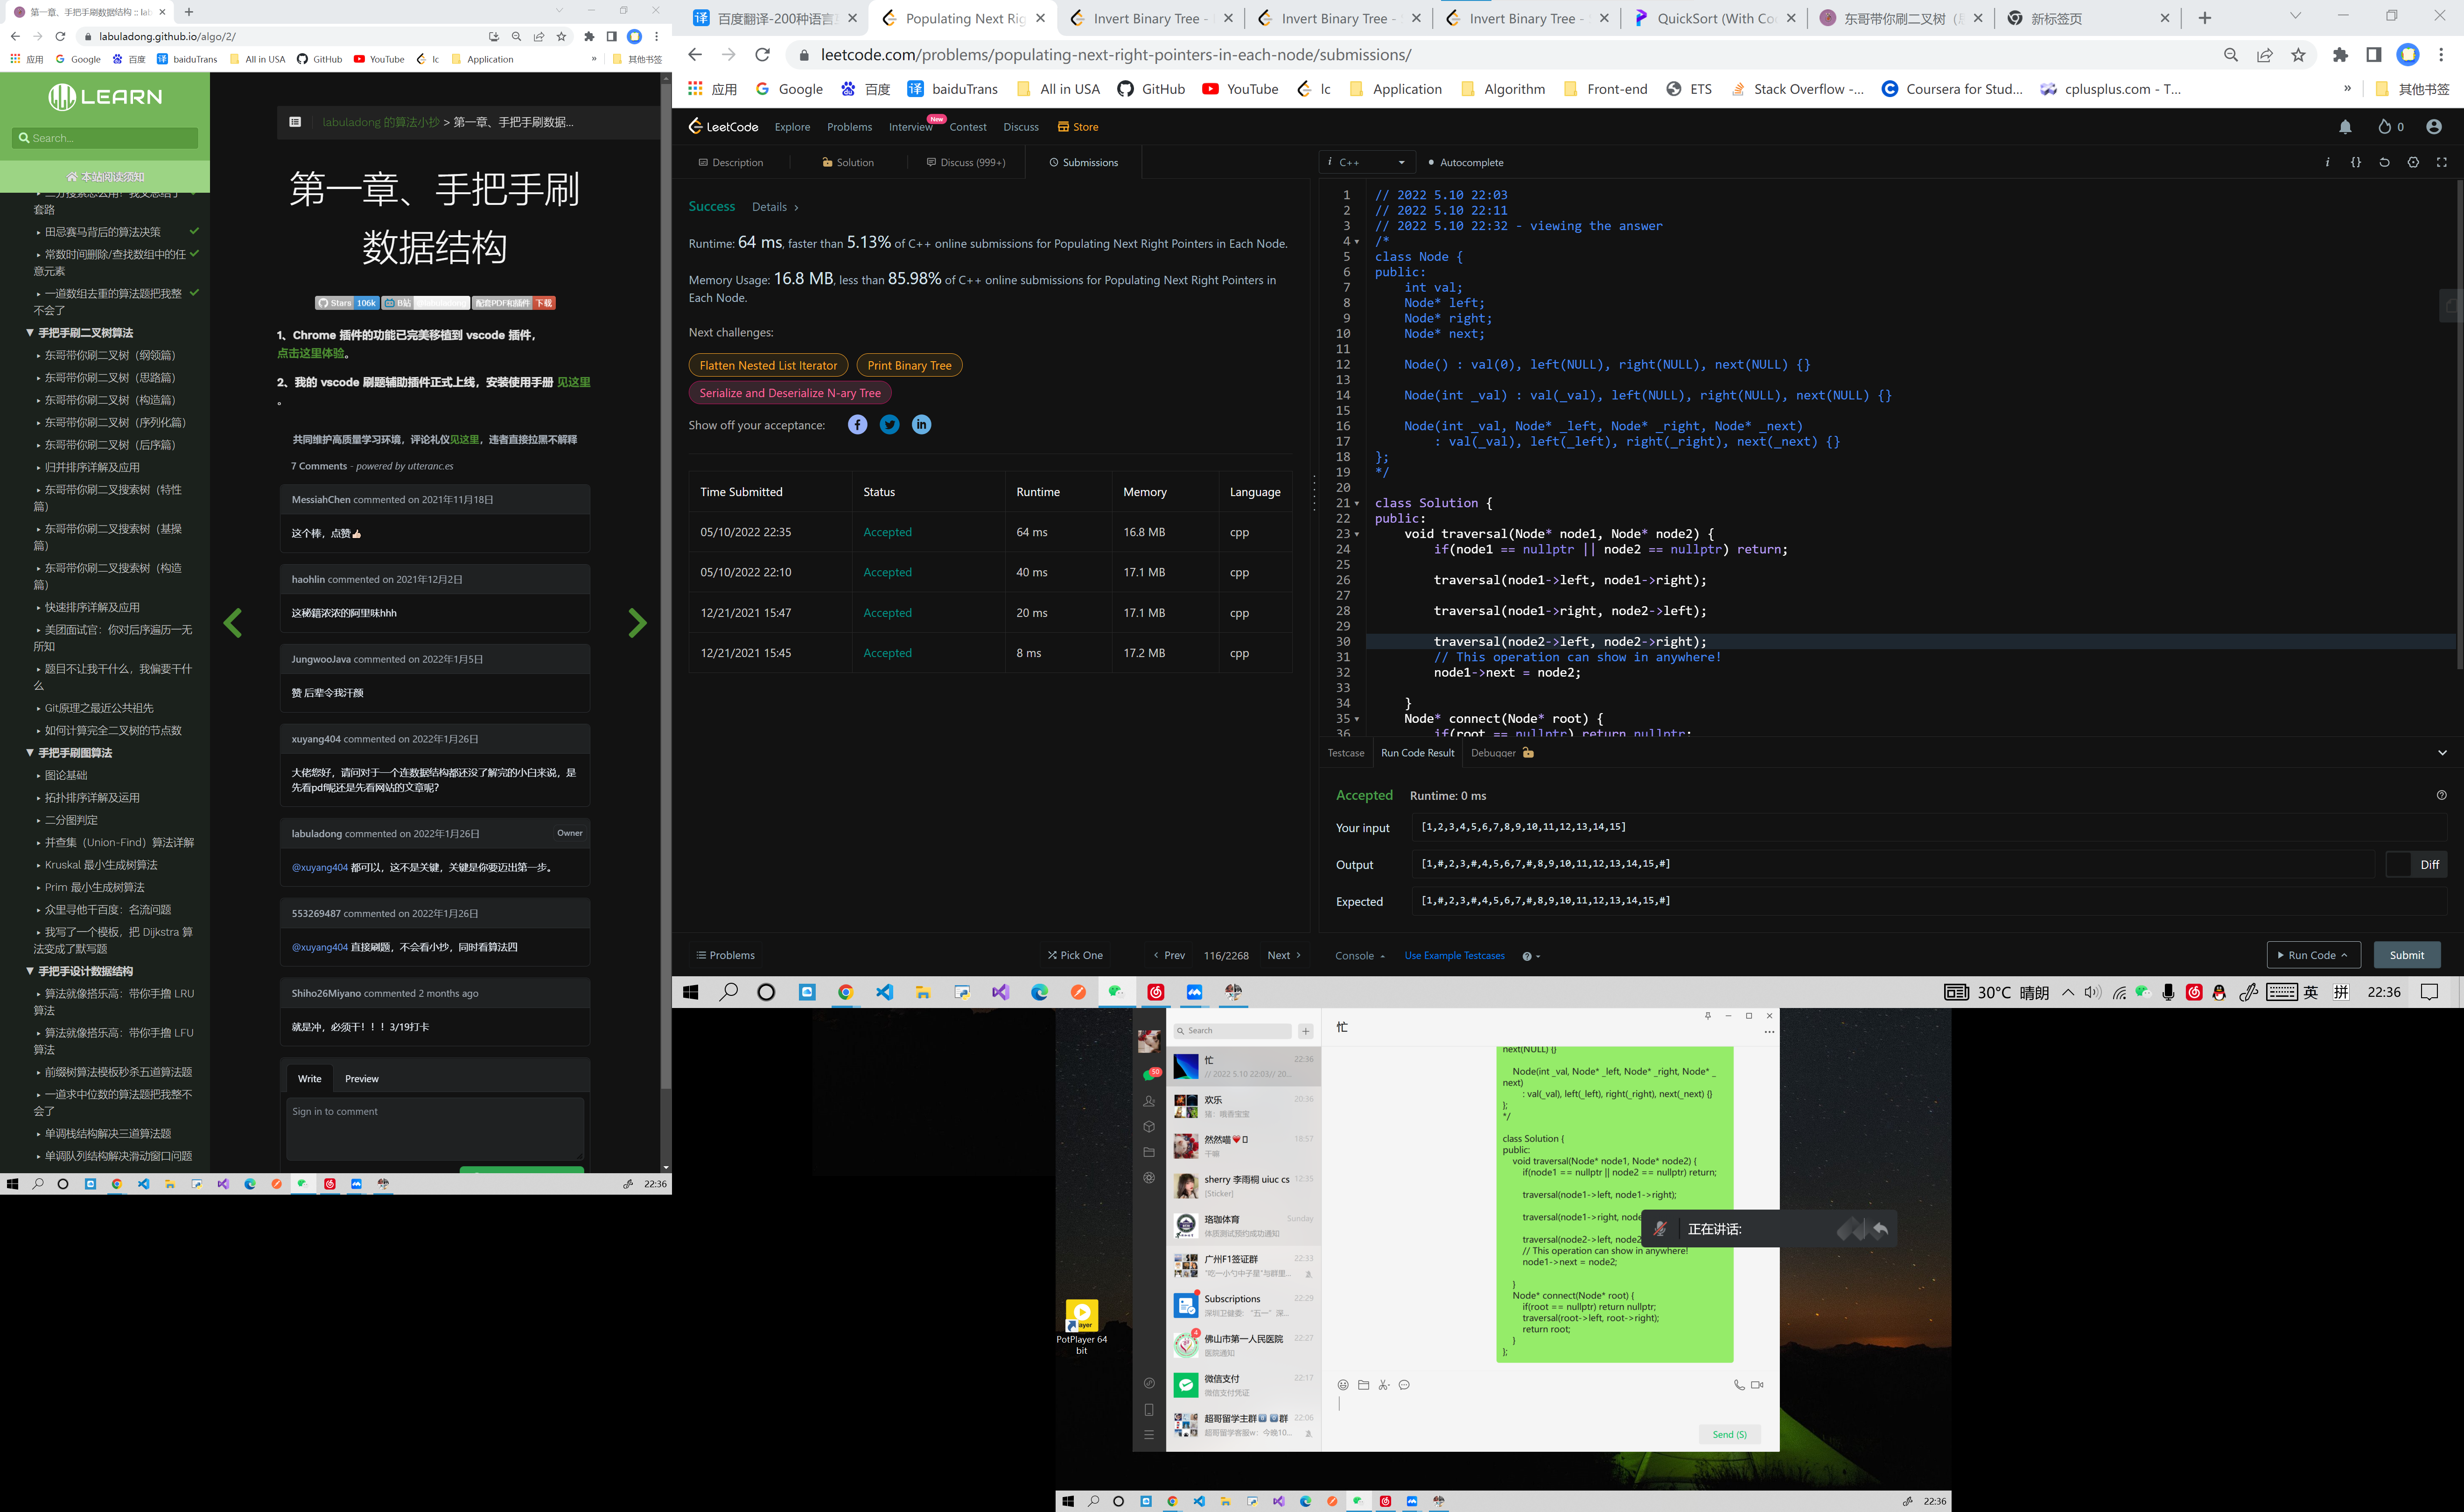 第一章、手把手刷数据结构 :: lab
labuladong.github.io/algo/2/
应用 Google 百度 baiduTrans All in USA GitHub YouTube lc Application » 其他书签
LEARN
Search...
本站阅读须知
套路
田忌赛马背后的算法决策
常数时间删除/查找数组中的任
意元素
一道数组去重的算法题把我整
不会了
手把手刷二叉树算法
东哥带你刷二叉树（纲领篇）
东哥带你刷二叉树（思路篇）
东哥带你刷二叉树（构造篇）
东哥带你刷二叉树（序列化篇）
东哥带你刷二叉树（后序篇）
归并排序详解及应用
东哥带你刷二叉搜索树（特性
篇）
东哥带你刷二叉搜索树（基操
篇）
东哥带你刷二叉搜索树（构造
篇）
快速排序详解及应用
美团面试官：你对后序遍历一无
所知
题目不让我干什么，我偏要干什
么
Git原理之最近公共祖先
如何计算完全二叉树的节点数
手把手刷图算法
图论基础
拓扑排序详解及运用
二分图判定
并查集（Union-Find）算法详解
Kruskal 最小生成树算法
Prim 最小生成树算法
众里寻他千百度：名流问题
我写了一个模板，把 Dijkstra 算
法变成了默写题
手把手设计数据结构
算法就像搭乐高：带你手撸 LRU
算法
算法就像搭乐高：带你手撸 LFU
算法
前缀树算法模板秒杀五道算法题
一道求中位数的算法题把我整不
会了
单调栈结构解决三道算法题
单调队列结构解决滑动窗口问题
labuladong 的算法小抄 > 第一章、手把手刷数据...
第一章、手把手刷
数据结构
Stars 106k B站 配套PDF和插件 下载
1、Chrome 插件的功能已完美移植到 vscode 插件，
点击这里体验。
2、我的 vscode 刷题辅助插件正式上线，安装使用手册 见这里
。
共同维护高质量学习环境，评论礼仪见这里，违者直接拉黑不解释
7 Comments - powered by utteranc.es
MessiahChen commented on 2021年11月18日
这个棒，点赞👍🏻
haohlin commented on 2021年12月2日
这秘籍浓浓的阿里味hhh
JungwooJava commented on 2022年1月5日
赞 后辈令我汗颜
xuyang404 commented on 2022年1月26日
大佬您好，请问对于一个连数据结构都还没了解完的小白来说，是
先看pdf呢还是先看网站的文章呢?
labuladong commented on 2022年1月26日 Owner
@xuyang404 都可以，这不是关键，关键是你要迈出第一步。
553269487 commented on 2022年1月26日
@xuyang404 直接刷题，不会看小抄，同时看算法四
Shiho26Miyano commented 2 months ago
就是冲，必须干！！！3/19打卡
Write Preview
Sign in to comment
22:36
百度翻译-200种语言 Populating Next Rig Invert Binary Tree - Invert Binary Tree - Invert Binary Tree - QuickSort (With Co 东哥带你刷二叉树（ 新标签页
leetcode.com/problems/populating-next-right-pointers-in-each-node/submissions/
应用 Google 百度 baiduTrans All in USA GitHub YouTube lc Application Algorithm Front-end ETS Stack Overflow -... Coursera for Stud... cplusplus.com - T... » 其他书签
LeetCode Explore Problems Interview New Contest Discuss Store 0
Description Solution Discuss (999+) Submissions
Success Details >
Runtime: 64 ms, faster than 5.13% of C++ online submissions for Populating Next Right Pointers in Each Node.
Memory Usage: 16.8 MB, less than 85.98% of C++ online submissions for Populating Next Right Pointers in
Each Node.
Next challenges:
Flatten Nested List Iterator Print Binary Tree
Serialize and Deserialize N-ary Tree
Show off your acceptance:
Time Submitted Status Runtime Memory Language
05/10/2022 22:35 Accepted 64 ms 16.8 MB cpp
05/10/2022 22:10 Accepted 40 ms 17.1 MB cpp
12/21/2021 15:47 Accepted 20 ms 17.1 MB cpp
12/21/2021 15:45 Accepted 8 ms 17.2 MB cpp
Problems Pick One < Prev 116/2268 Next >
i C++ Autocomplete
1 // 2022 5.10 22:03
2 // 2022 5.10 22:11
3 // 2022 5.10 22:32 - viewing the answer
4 /*
5 class Node {
6 public:
7 int val;
8 Node* left;
9 Node* right;
10 Node* next;
11
12 Node() : val(0), left(NULL), right(NULL), next(NULL) {}
13
14 Node(int _val) : val(_val), left(NULL), right(NULL), next(NULL) {}
15
16 Node(int _val, Node* _left, Node* _right, Node* _next)
17 : val(_val), left(_left), right(_right), next(_next) {}
18 };
19 */
20
21 class Solution {
22 public:
23 void traversal(Node* node1, Node* node2) {
24 if(node1 == nullptr || node2 == nullptr) return;
25
26 traversal(node1->left, node1->right);
27
28 traversal(node1->right, node2->left);
29
30 traversal(node2->left, node2->right);
31 // This operation can show in anywhere!
32 node1->next = node2;
33
34 }
35 Node* connect(Node* root) {
36 if(root == nullptr) return nullptr;
Testcase Run Code Result Debugger
Accepted Runtime: 0 ms
Your input [1,2,3,4,5,6,7,8,9,10,11,12,13,14,15]
Output [1,#,2,3,#,4,5,6,7,#,8,9,10,11,12,13,14,15,#] Diff
Expected [1,#,2,3,#,4,5,6,7,#,8,9,10,11,12,13,14,15,#]
Console Use Example Testcases Run Code Submit
30°C 晴朗 英 拼 22:36
Search
忙 22:36
// 2022 5.10 22:03// 20...
欢乐 20:36
然然喵❤️ 18:57
干嘛
sherry 李雨桐 uiuc cs 12:35
[Sticker]
珞珈体育 Sunday
体质测试预约成功通知
广州F1签证群 22:33
"吃一小勺中子星"与群里...
Subscriptions 22:29
深圳卫健委: “五一” 深...
佛山市第一人民医院 22:27
医院通知
微信支付 22:17
微信支付凭证
超哥留学主群 群 22:06
超哥留学客服w: 今晚10...
50
4
忙
next(NULL) {}
Node(int _val, Node* _left, Node* _right, Node* _
next)
: val(_val), left(_left), right(_right), next(_next) {}
};
*/
class Solution {
public:
void traversal(Node* node1, Node* node2) {
if(node1 == nullptr || node2 == nullptr) return;
traversal(node1->left, node1->right);
traversal(node1->right, node
traversal(node2->left, node2
// This operation can show in anywhere!
node1->next = node2;
}
Node* connect(Node* root) {
if(root == nullptr) return nullptr;
traversal(root->left, root->right);
return root;
}
};
正在讲话:
Send (S)
PotPlayer 64
bit
22:36